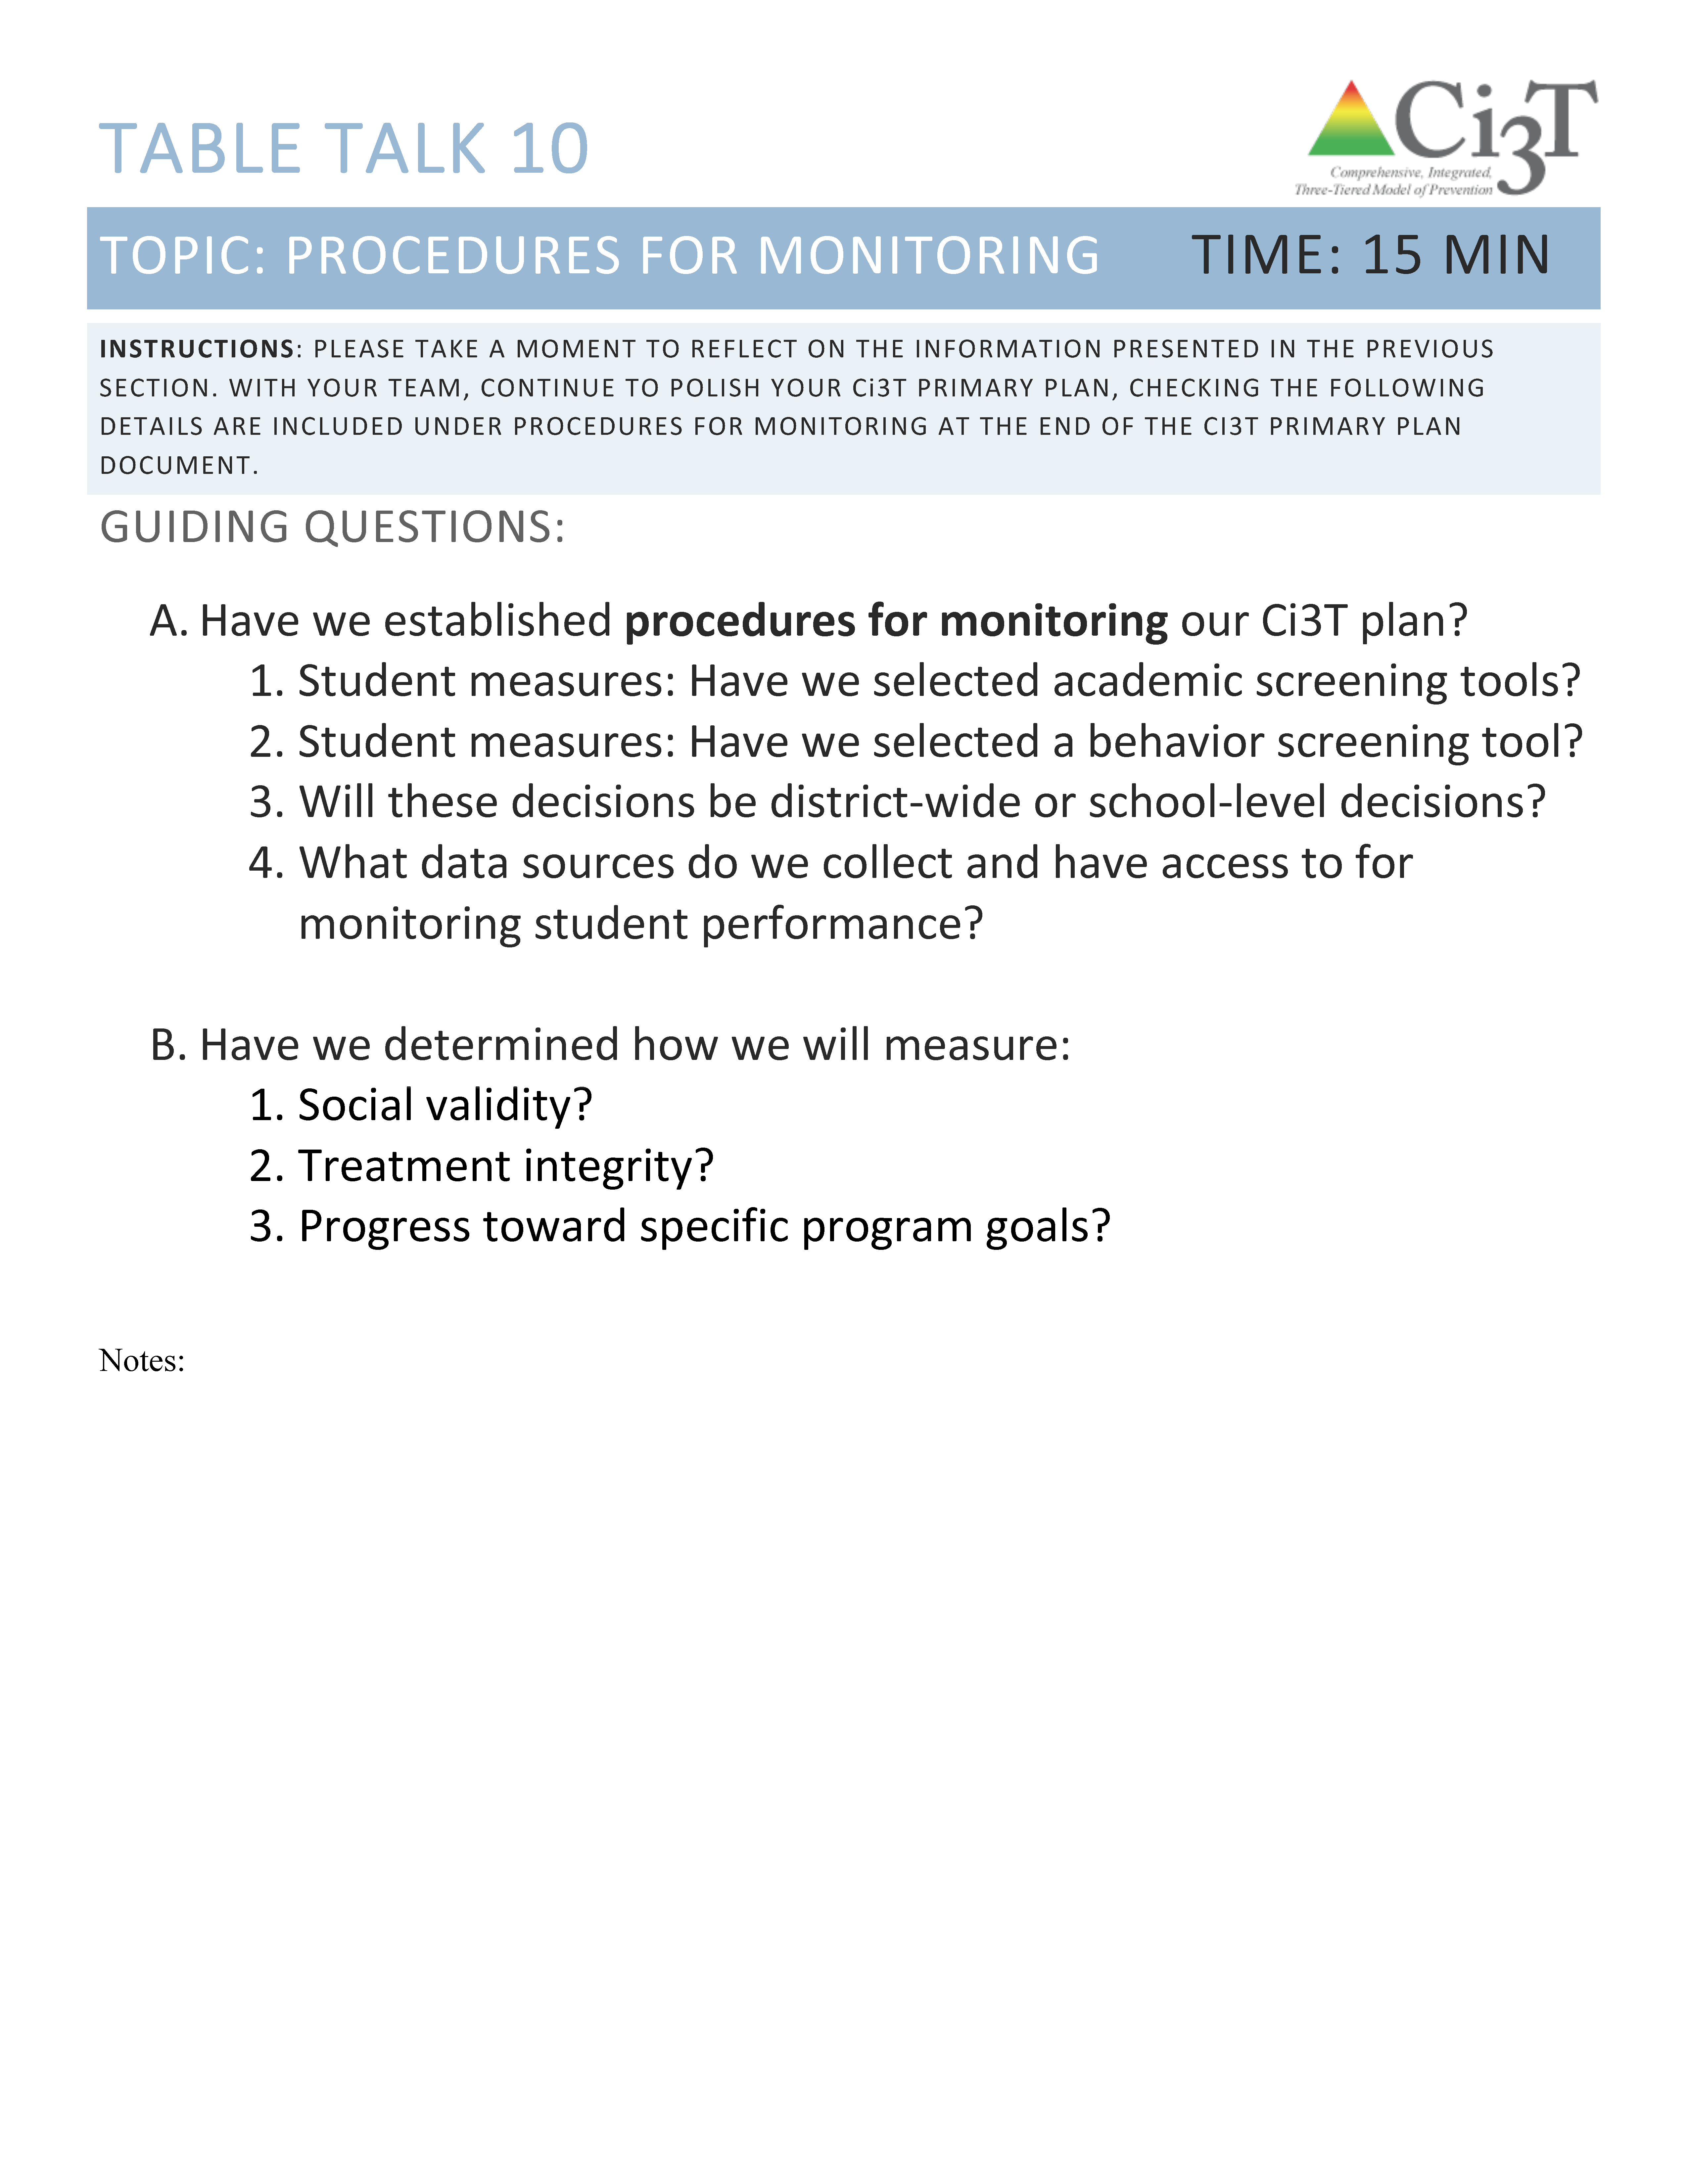 TABLE TALK 10
Ci3T
Comprehensive, Integrated,
Three-Tiered Model of Prevention
TOPIC: PROCEDURES FOR MONITORING TIME: 15 MIN
INSTRUCTIONS: PLEASE TAKE A MOMENT TO REFLECT ON THE INFORMATION PRESENTED IN THE PREVIOUS
SECTION. WITH YOUR TEAM, CONTINUE TO POLISH YOUR Ci3T PRIMARY PLAN, CHECKING THE FOLLOWING
DETAILS ARE INCLUDED UNDER PROCEDURES FOR MONITORING AT THE END OF THE CI3T PRIMARY PLAN
DOCUMENT.
GUIDING QUESTIONS:
A. Have we established procedures for monitoring our Ci3T plan?
1. Student measures: Have we selected academic screening tools?
2. Student measures: Have we selected a behavior screening tool?
3. Will these decisions be district-wide or school-level decisions?
4. What data sources do we collect and have access to for
monitoring student performance?
B. Have we determined how we will measure:
1. Social validity?
2. Treatment integrity?
3. Progress toward specific program goals?
Notes: